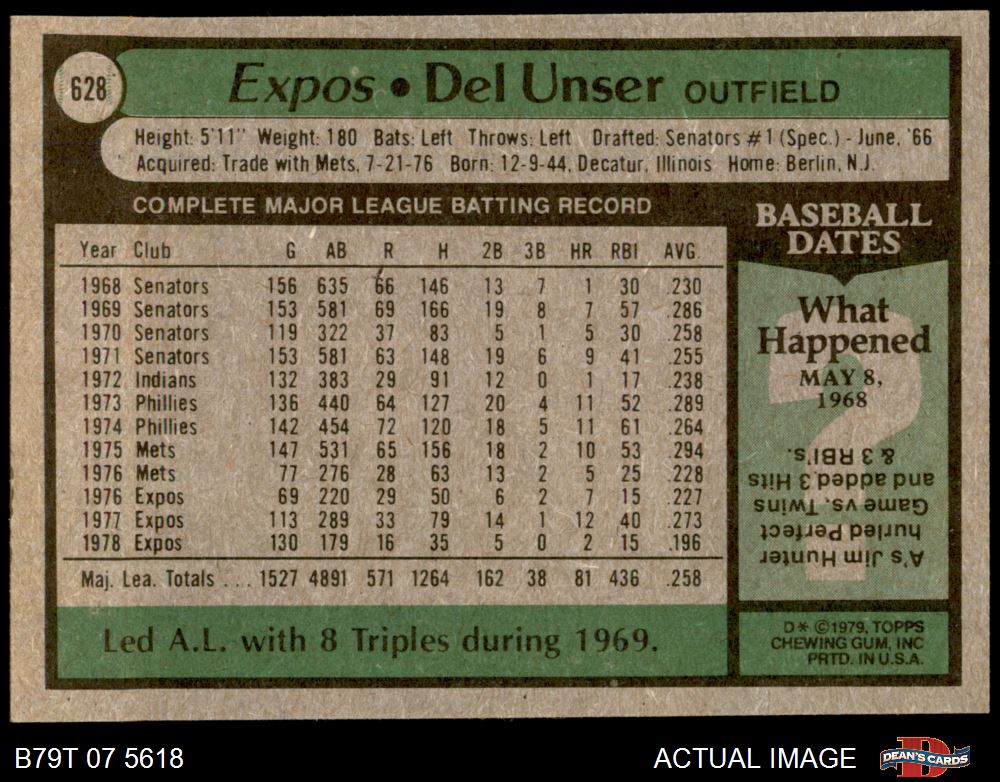 628
Expos • Del Unser OUTFIELD
Height: 5'11" Weight: 180 Bats: Left Throws: Left Drafted: Senators #1 (Spec.) - June, '66
Acquired: Trade with Mets, 7-21-76 Born: 12-9-44, Decatur, Illinois Home: Berlin, N.J.
COMPLETE MAJOR LEAGUE BATTING RECORD
Year Club G AB R H 2B 3B HR RBI AVG.
1968 Senators 156 635 66 146 13 7 1 30 .230
1969 Senators 153 581 69 166 19 8 7 57 .286
1970 Senators 119 322 37 83 5 1 5 30 .258
1971 Senators 153 581 63 148 19 6 9 41 .255
1972 Indians 132 383 29 91 12 0 1 17 .238
1973 Phillies 136 440 64 127 20 4 11 52 .289
1974 Phillies 142 454 72 120 18 5 11 61 .264
1975 Mets 147 531 65 156 18 2 10 53 .294
1976 Mets 77 276 28 63 13 2 5 25 .228
1976 Expos 69 220 29 50 6 2 7 15 .227
1977 Expos 113 289 33 79 14 1 12 40 .273
1978 Expos 130 179 16 35 5 0 2 15 .196
Maj. Lea. Totals . . . 1527 4891 571 1264 162 38 81 436 .258
Led A.L. with 8 Triples during 1969.
BASEBALL
DATES
What
Happened
MAY 8,
1968
?
A's Jim Hunter
hurled Perfect
Game vs. Twins
and added 3 Hits
& 3 RBI's.
D* ©1979, TOPPS
CHEWING GUM, INC
PRTD. IN U.S.A.
B79T 07 5618
ACTUAL IMAGE
D
DEAN'S CARDS